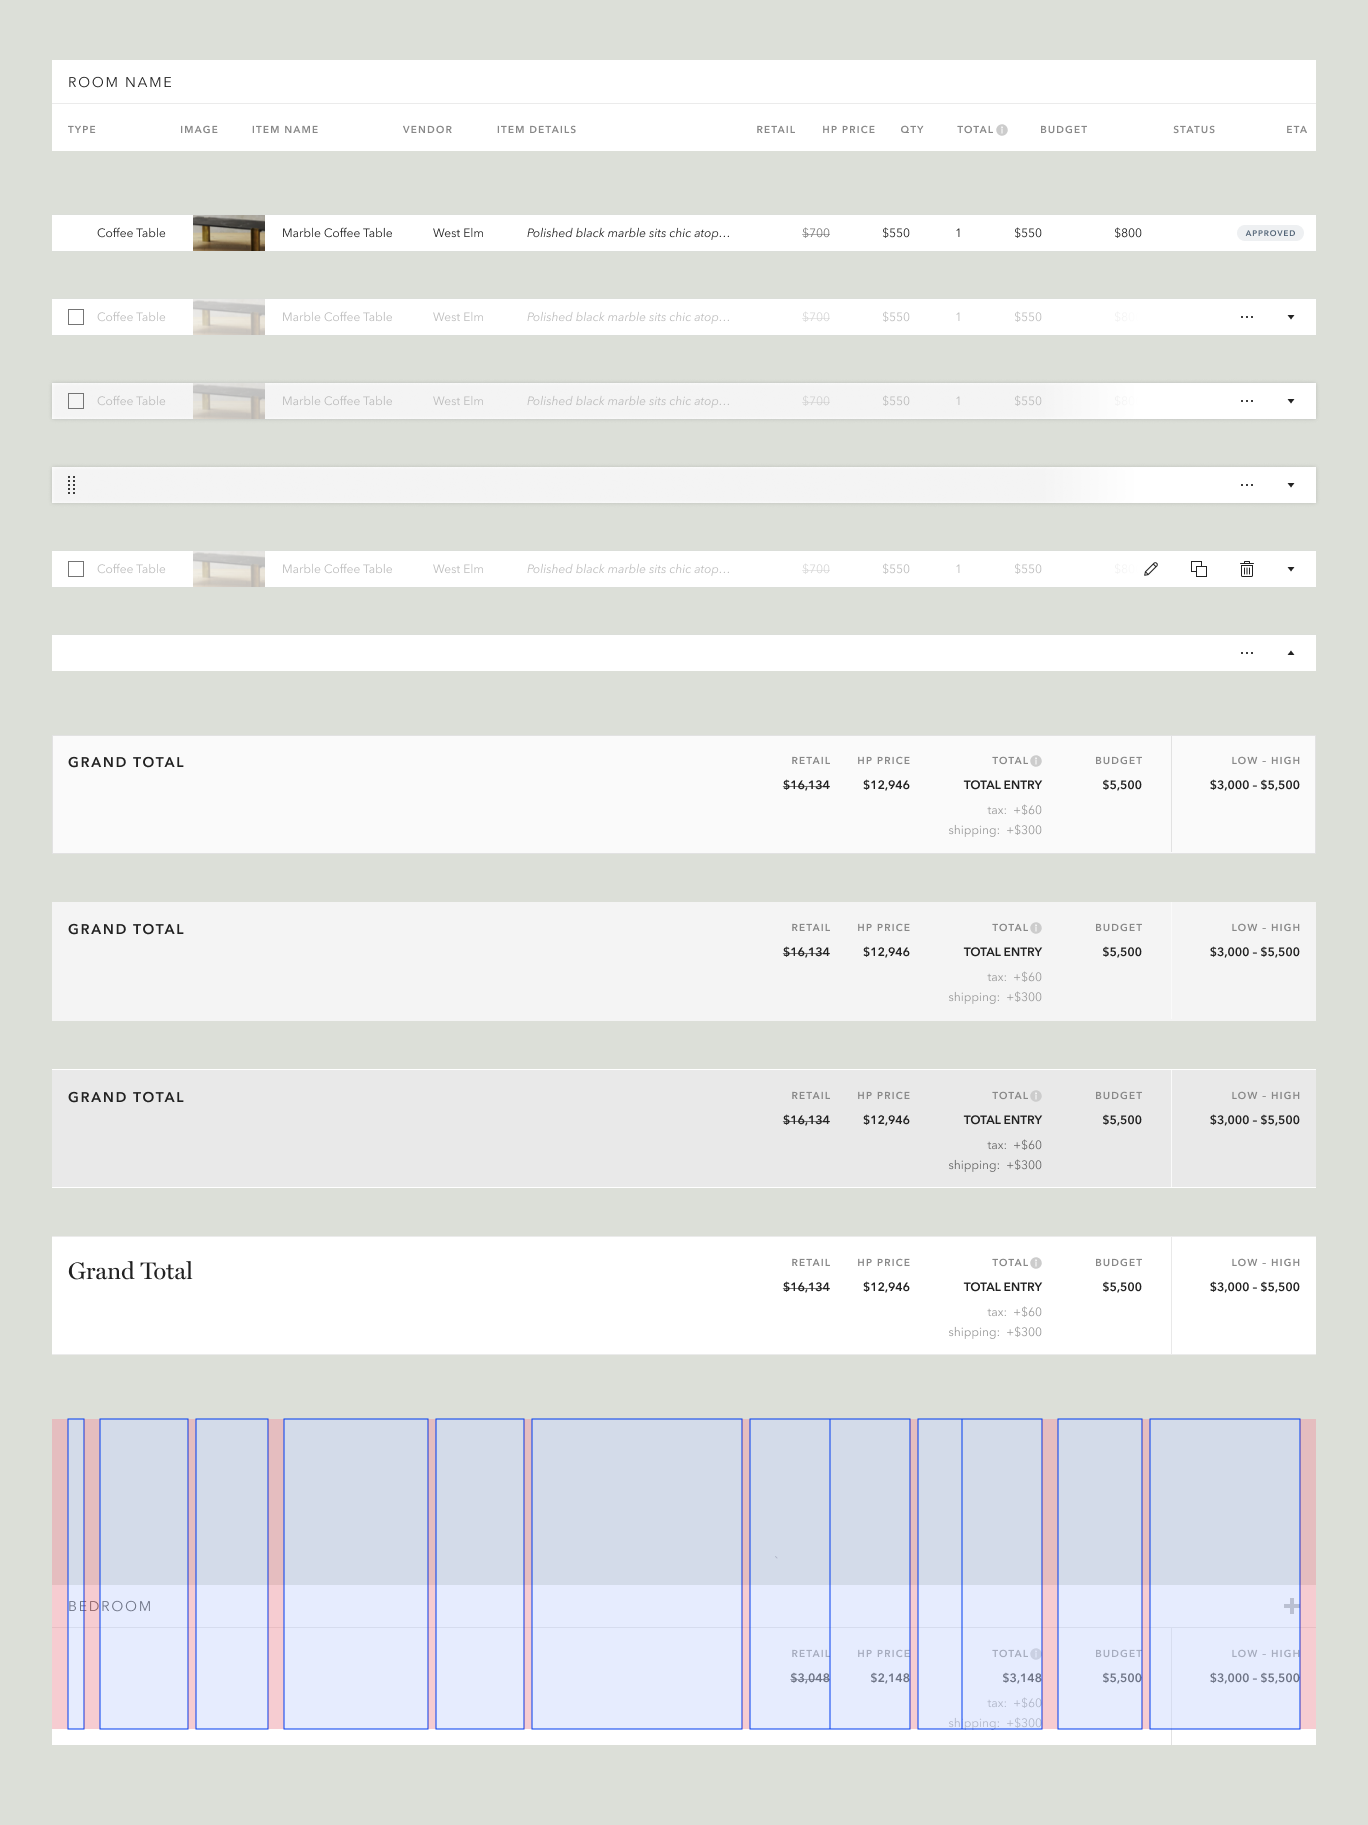 ROOM NAME
TYPE IMAGE ITEM NAME VENDOR ITEM DETAILS RETAIL HP PRICE QTY TOTAL BUDGET STATUS ETA
Coffee Table Marble Coffee Table West Elm Polished black marble sits chic atop... $700 $550 1 $550 $800 APPROVED
Coffee Table Marble Coffee Table West Elm Polished black marble sits chic atop... $700 $550 1 $550
Coffee Table Marble Coffee Table West Elm Polished black marble sits chic atop... $700 $550 1 $550
Coffee Table Marble Coffee Table West Elm Polished black marble sits chic atop... $700 $550 1 $550
GRAND TOTAL RETAIL HP PRICE TOTAL BUDGET LOW – HIGH
$16,134 $12,946 TOTAL ENTRY $5,500 $3,000 – $5,500
tax: +$60
shipping: +$300
GRAND TOTAL RETAIL HP PRICE TOTAL BUDGET LOW – HIGH
$16,134 $12,946 TOTAL ENTRY $5,500 $3,000 – $5,500
tax: +$60
shipping: +$300
GRAND TOTAL RETAIL HP PRICE TOTAL BUDGET LOW – HIGH
$16,134 $12,946 TOTAL ENTRY $5,500 $3,000 – $5,500
tax: +$60
shipping: +$300
Grand Total RETAIL HP PRICE TOTAL BUDGET LOW – HIGH
$16,134 $12,946 TOTAL ENTRY $5,500 $3,000 – $5,500
tax: +$60
shipping: +$300
BEDROOM
RETAIL HP PRICE TOTAL BUDGET LOW – HIGH
$3,048 $2,148 $3,148 $5,500 $3,000 – $5,500
tax: +$60
shipping: +$300